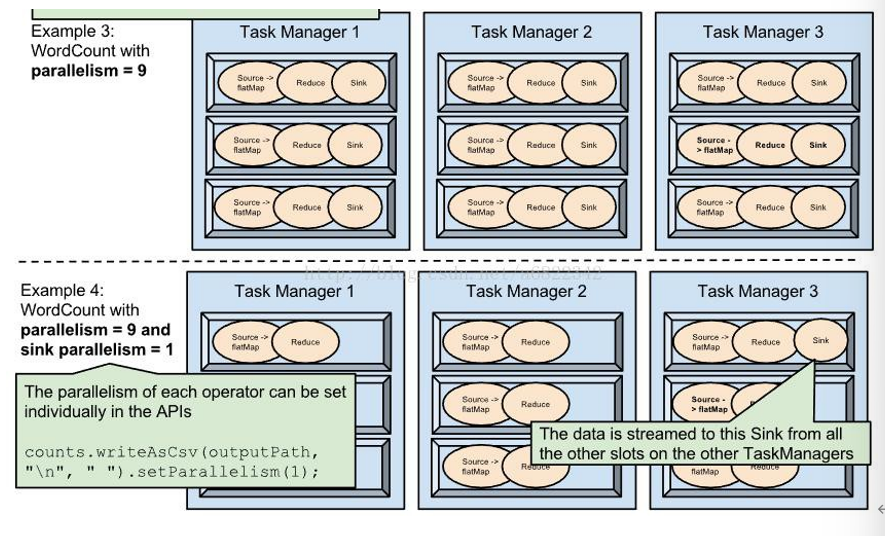 Example 3:
WordCount with
parallelism = 9
Task Manager 1
Task Manager 2
Task Manager 3
Source ->
flatMap
Reduce
Sink
Source ->
flatMap
Reduce
Sink
Source ->
flatMap
Reduce
Sink
Source ->
flatMap
Reduce
Sink
Source -
> flatMap
Reduce
Sink
Source ->
flatMap
Reduce
Sink
Source ->
flatMap
Reduce
Sink
Source ->
flatMap
Reduce
Sink
Source ->
flatMap
Reduce
Sink
Example 4:
WordCount with
parallelism = 9 and
sink parallelism = 1
The parallelism of each operator can be set
individually in the APIs
counts.writeAsCsv(outputPath,
"\n", " ").setParallelism(1);
Task Manager 1
Task Manager 2
Task Manager 3
Source ->
flatMap
Reduce
Source ->
flatMap
Reduce
Source ->
flatMap
Reduce
Sink
Source ->
flatMap
Reduce
Source -
> flatMap
Source ->
flatMap
Reduce
flatMap
Reduce
The data is streamed to this Sink from all
the other slots on the other TaskManagers